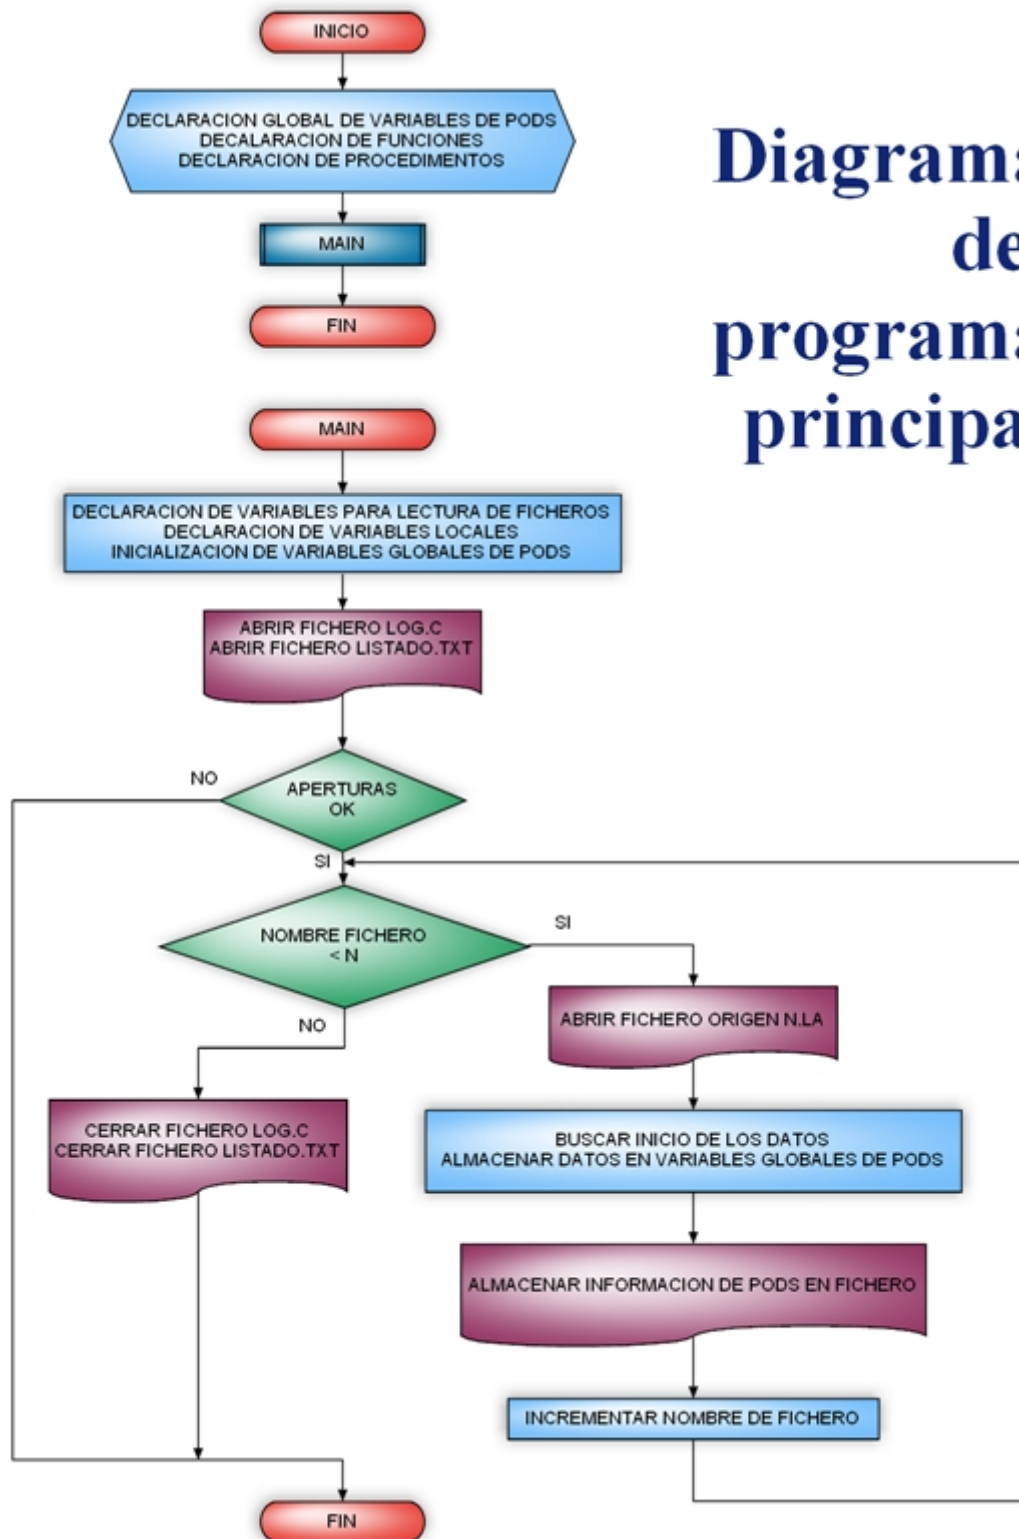 INICIO
DECLARACION GLOBAL DE VARIABLES DE PODS
DECALARACION DE FUNCIONES
DECLARACION DE PROCEDIMENTOS
MAIN
FIN
Diagrama
de
programa
principa
MAIN
DECLARACION DE VARIABLES PARA LECTURA DE FICHEROS
DECLARACION DE VARIABLES LOCALES
INICIALIZACION DE VARIABLES GLOBALES DE PODS
ABRIR FICHERO LOG.C
ABRIR FICHERO LISTADO.TXT
NO
APERTURAS
OK
SI
NOMBRE FICHERO
< N
SI
NO
ABRIR FICHERO ORIGEN N.LA
CERRAR FICHERO LOG.C
CERRAR FICHERO LISTADO.TXT
BUSCAR INICIO DE LOS DATOS
ALMACENAR DATOS EN VARIABLES GLOBALES DE PODS
ALMACENAR INFORMACION DE PODS EN FICHERO
INCREMENTAR NOMBRE DE FICHERO
FIN